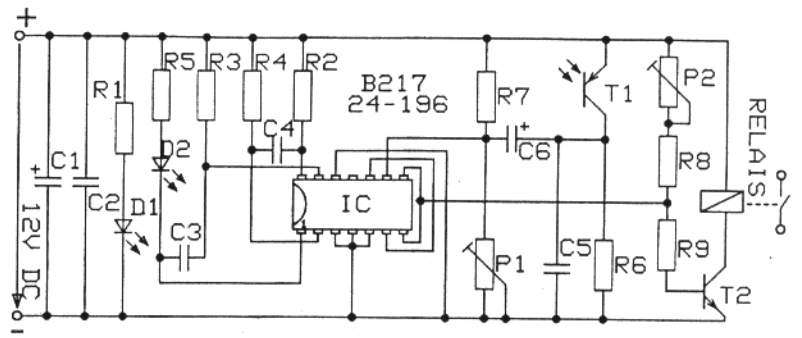 +
R5
R3
R4
R2
B217
24-196
R1
R7
T1
P2
RELAIS
C4
+
C6
+
C1
D2
R8
C2
IC
12V DC
D1
C3
P1
C5
R6
R9
T2
-